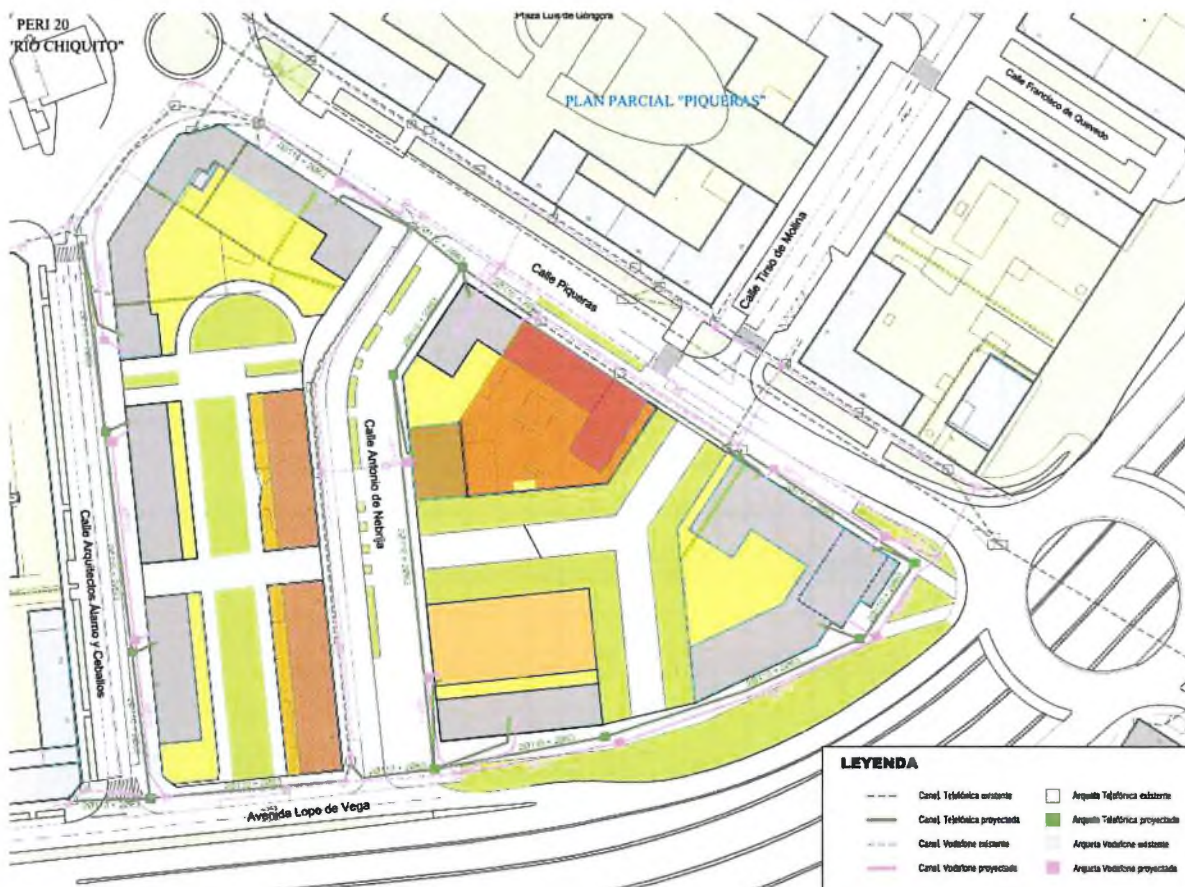 Plaza Luis de Góngora
PERI 20
"RIO CHIQUITO"
PLAN PARCIAL "PIQUERAS"
Calle Francisco de Quevedo
Calle Tirso de Molina
Calle Piqueras
Calle Antonio de Nebrija
Calle Arquitectos Álamo y Ceballos
Avenida Lopo de Vega
LEYENDA
Canal. Telefónica existente
Arqueta Telefónica existente
Canal. Telefónica proyectada
Arqueta Telefónica proyectada
Canal. Vodafone existente
Arqueta Vodafone existente
Canal. Vodafone proyectada
Arqueta Vodafone proyectada